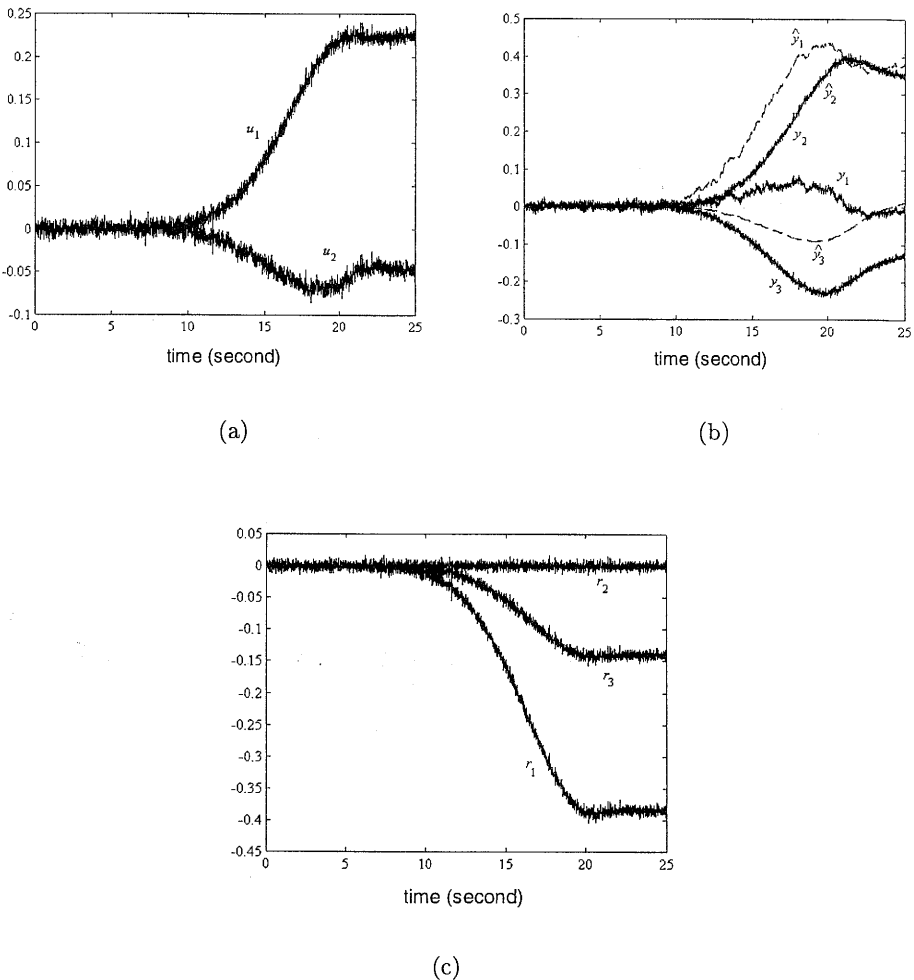 0.25
0.2
0.15
0.1
0.05
0
-0.05
-0.1
u1
u2
0 5 10 15 20 25
time (second)
(a)
0.5
0.4
0.3
0.2
0.1
0
-0.1
-0.2
-0.3
ŷ1
ŷ2
y2
y1
ŷ3
y3
0 5 10 15 20 25
time (second)
(b)
0.05
0
-0.05
-0.1
-0.15
-0.2
-0.25
-0.3
-0.35
-0.4
-0.45
r2
r3
r1
0 5 10 15 20 25
time (second)
(c)